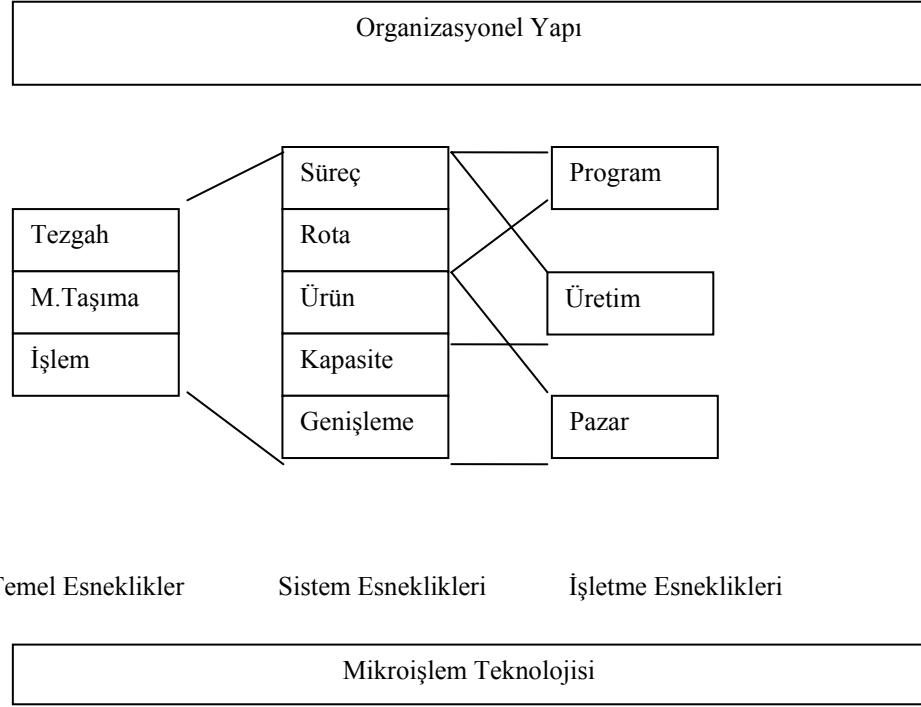 Organizasyonel Yapı
Süreç
Program
Tezgah
Rota
M.Taşıma
Ürün
Üretim
İşlem
Kapasite
Genişleme
Pazar
Temel Esneklikler
Sistem Esneklikleri
İşletme Esneklikleri
Mikroişlem Teknolojisi